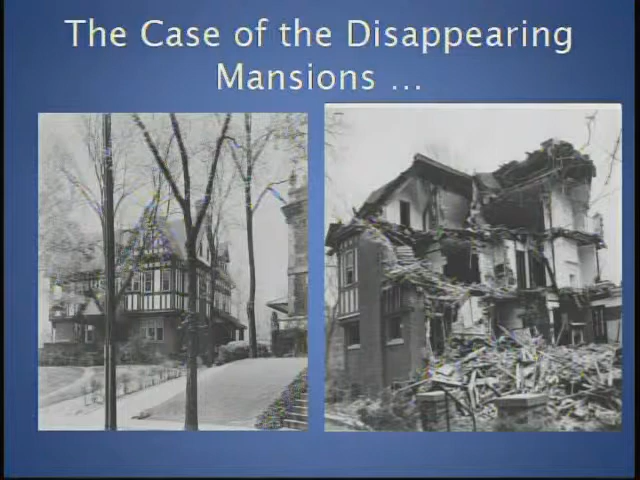 The Case of the Disappearing
Mansions ...